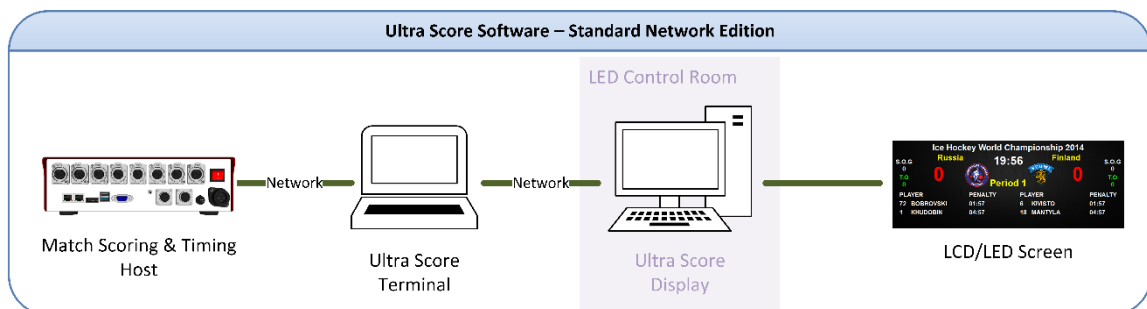 Ultra Score Software – Standard Network Edition
LED Control Room
Network
Network
Match Scoring & Timing
Host
Ultra Score
Terminal
Ultra Score
Display
LCD/LED Screen
Ice Hockey World Championship 2014
Russia 19:56 Finland
S.O.G 0 0 S.O.G
0 0
T.O Period 1 T.O
0 0
PLAYER PENALTY PLAYER PENALTY
72 BOBROVSKI 01:57 6 KIVISTO 01:57
1 KHUDOBIN 04:57 18 MANTYLA 04:57